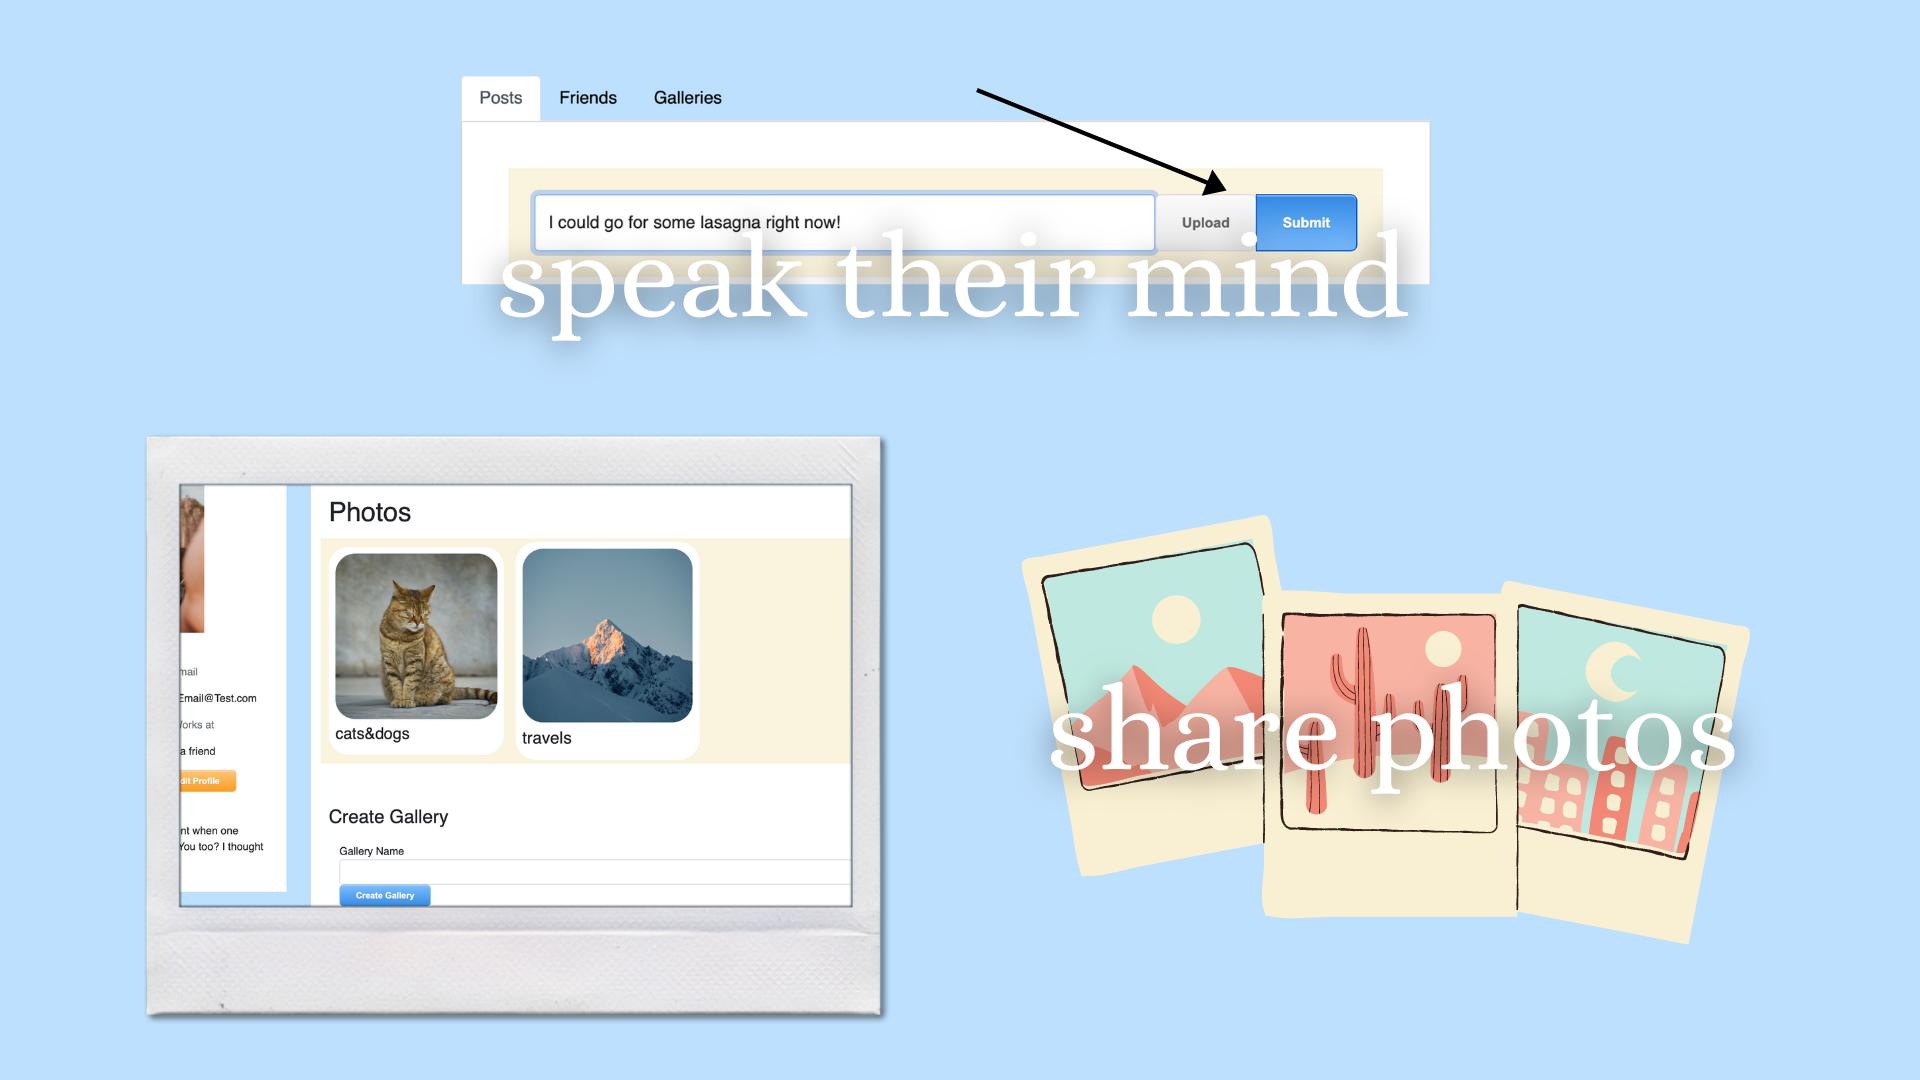 Posts Friends Galleries
I could go for some lasagna right now! Upload Submit
speak their mind
Photos
cats&dogs travels
mail
Email@Test.com
orks at
a friend
dit Profile
nt when one
You too? I thought
Create Gallery
Gallery Name
Create Gallery
share photos